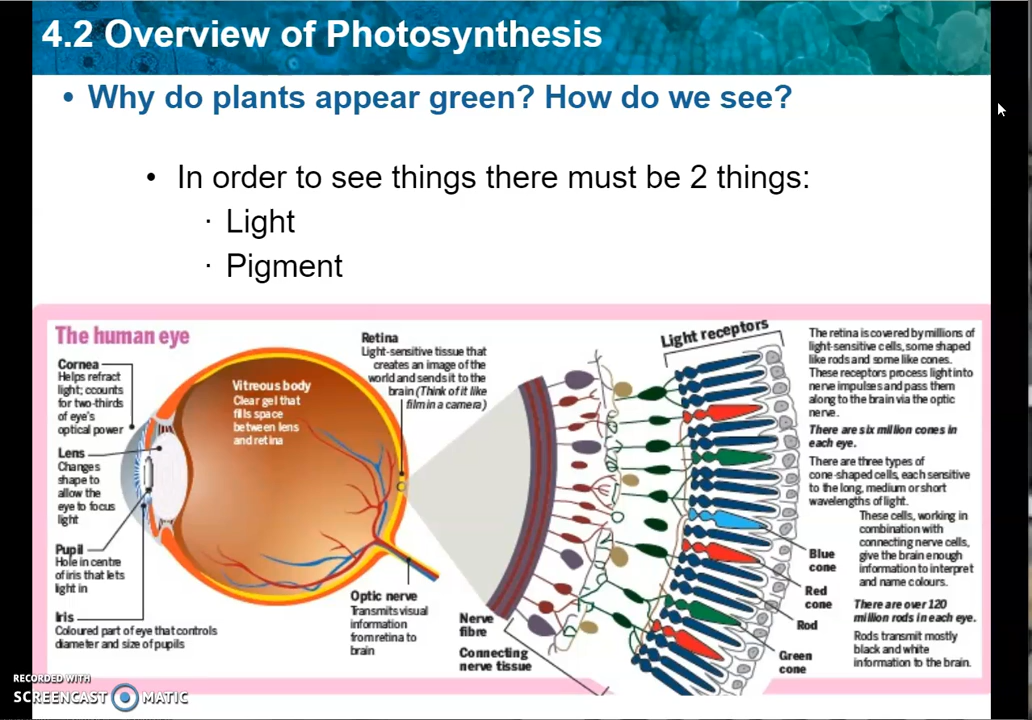 4.2 Overview of Photosynthesis
• Why do plants appear green? How do we see?
• In order to see things there must be 2 things:
· Light
· Pigment
The human eye
Cornea
Helps refract
light; ccounts
for two-thirds
of eye's
optical power
Lens
Changes
shape to
allow the
eye to focus
light
Pupil
Hole in centre
of iris that lets
light in
Iris
Coloured part of eye that controls
diameter and size of pupils
Vitreous body
Clear gel that
fills space
between lens
and retina
Retina
Light-sensitive tissue that
creates an image of the
world and sends it to the
brain (Think of it like
film in a camera)
Optic nerve
Transmits visual
information
from retina to
brain
Nerve
fibre
Connecting
nerve tissue
Light receptors
Blue
cone
Red
cone
Rod
Green
cone
The retina is covered by millions of
light-sensitive cells, some shaped
like rods and some like cones.
These receptors process light into
nerve impulses and pass them
along to the brain via the optic
nerve.
There are six million cones in
each eye.
There are three types of
cone-shaped cells, each sensitive
to the long, medium or short
wavelengths of light.
These cells, working in
combination with
connecting nerve cells,
give the brain enough
information to interpret
and name colours.
There are over 120
million rods in each eye.
Rods transmit mostly
black and white
information to the brain.
RECORDED WITH
SCREENCAST MATIC